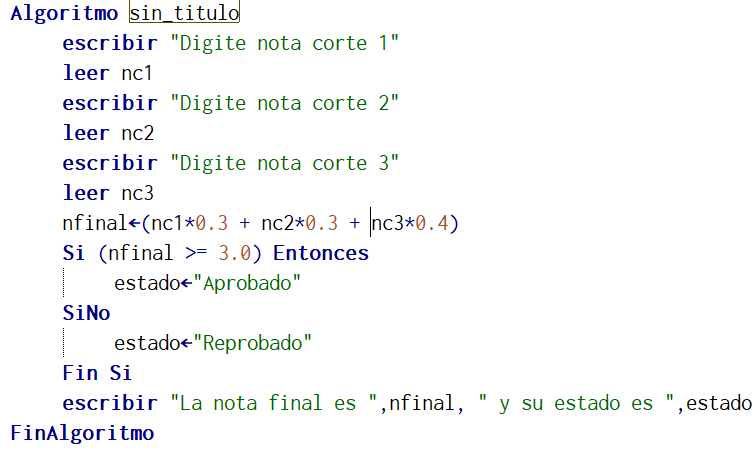 Algoritmo sin_titulo
escribir "Digite nota corte 1"
leer nc1
escribir "Digite nota corte 2"
leer nc2
escribir "Digite nota corte 3"
leer nc3
nfinal←(nc1*0.3 + nc2*0.3 + nc3*0.4)
Si (nfinal >= 3.0) Entonces
estado←"Aprobado"
SiNo
estado←"Reprobado"
Fin Si
escribir "La nota final es ",nfinal, " y su estado es ",estado
FinAlgoritmo